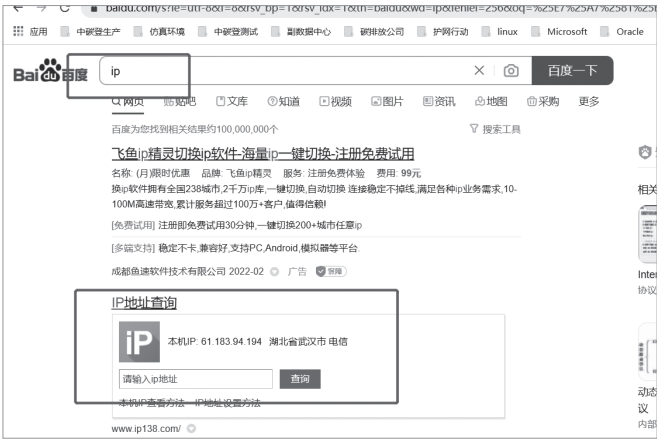 baidu.com/s?ie=utf-8&f=8&rsv_bp=1&rsv_idx=1&tn=baidu&wd=ip&fenlei=256&oq=%25E7%25A7%2581%25
应用 中碳登生产 仿真环境 中碳登测试 副数据中心 碳排放公司 护网行动 linux Microsoft Oracle
Bai du 百度 ip 百度一下
网页 贴吧 文库 知道 视频 图片 资讯 地图 采购 更多
百度为您找到相关结果约100,000,000个 搜索工具
飞鱼ip精灵切换ip软件-海量ip一键切换-注册免费试用
名称: (月)限时优惠 品牌: 飞鱼ip精灵 服务: 注册免费体验 费用: 99元
换ip软件拥有全国238城市,2千万ip库,一键切换,自动切换 连接稳定不掉线,满足各种ip业务需求,10-
100M高速带宽,累计服务超过100万+客户,值得信赖!
[免费试用] 注册即免费试用30分钟,一键切换200+城市任意ip
[多端支持] 稳定不卡,兼容好,支持PC,Android,模拟器等平台.
成都鱼速软件技术有限公司 2022-02 广告 保障
IP地址查询
iP
本机IP: 61.183.94.194 湖北省武汉市 电信
请输入ip地址 查询
本机IP查看方法 IP地址设置方法
www.ip138.com/
相关
Inter
协议
动态
议
内部